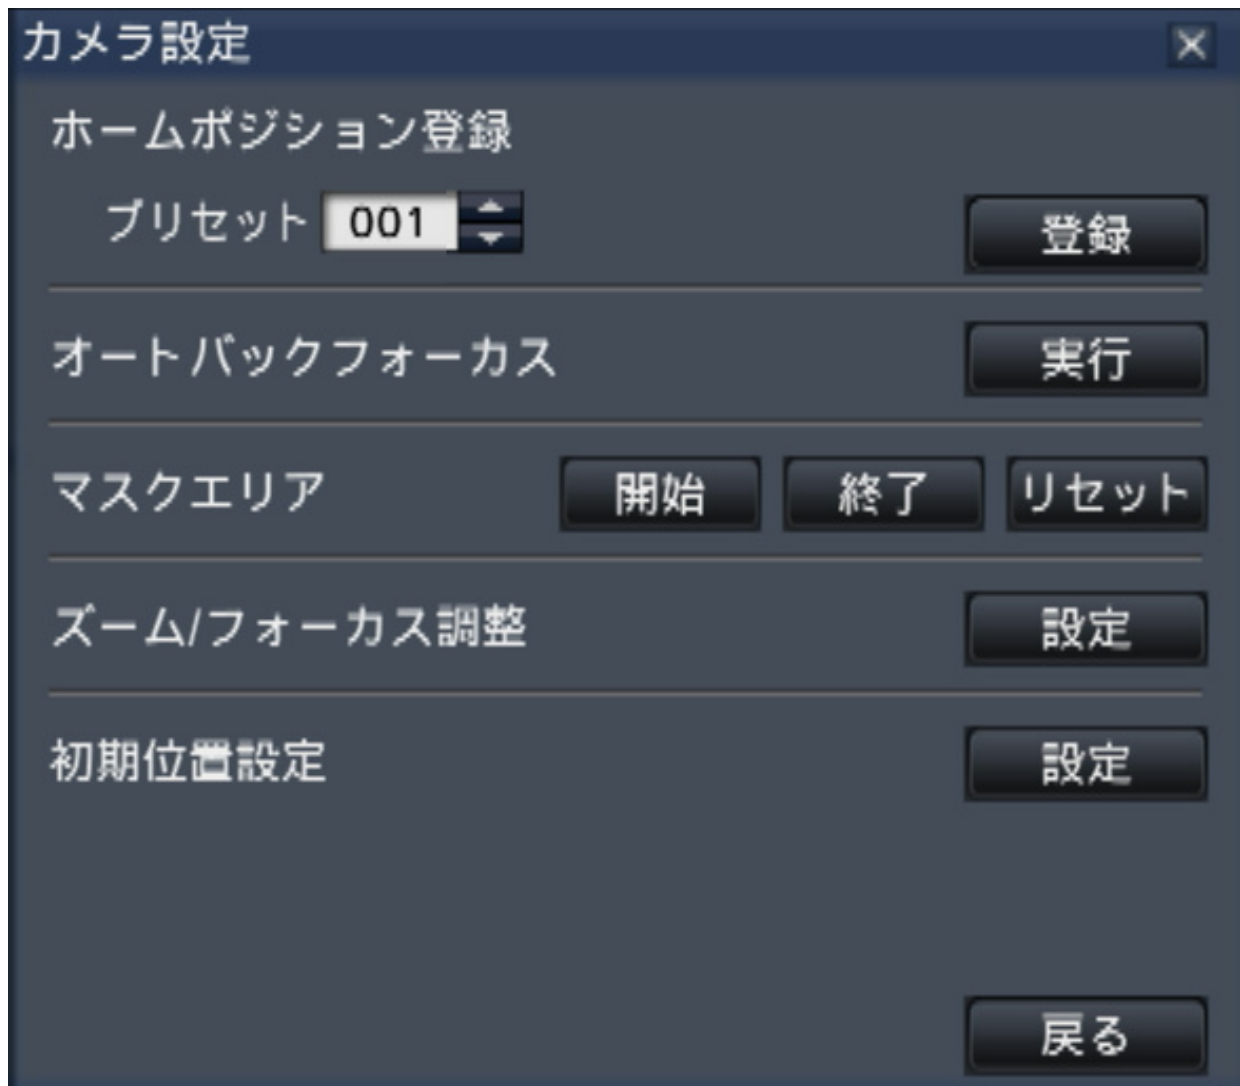 カメラ設定
ホームポジション登録
プリセット 001 登録
オートバックフォーカス 実行
マスクエリア 開始 終了 リセット
ズーム/フォーカス調整 設定
初期位置設定 設定
戻る